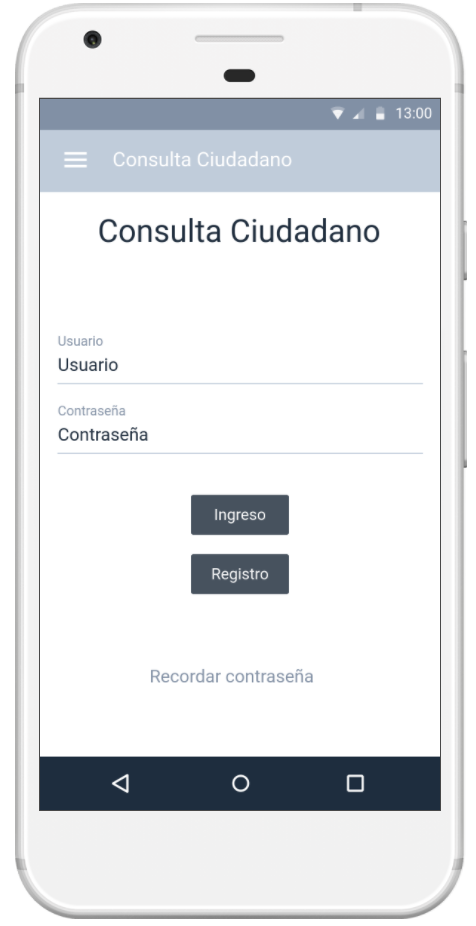 13:00
Consulta Ciudadano
Consulta Ciudadano
Usuario
Usuario
Contraseña
Contraseña
Ingreso
Registro
Recordar contraseña